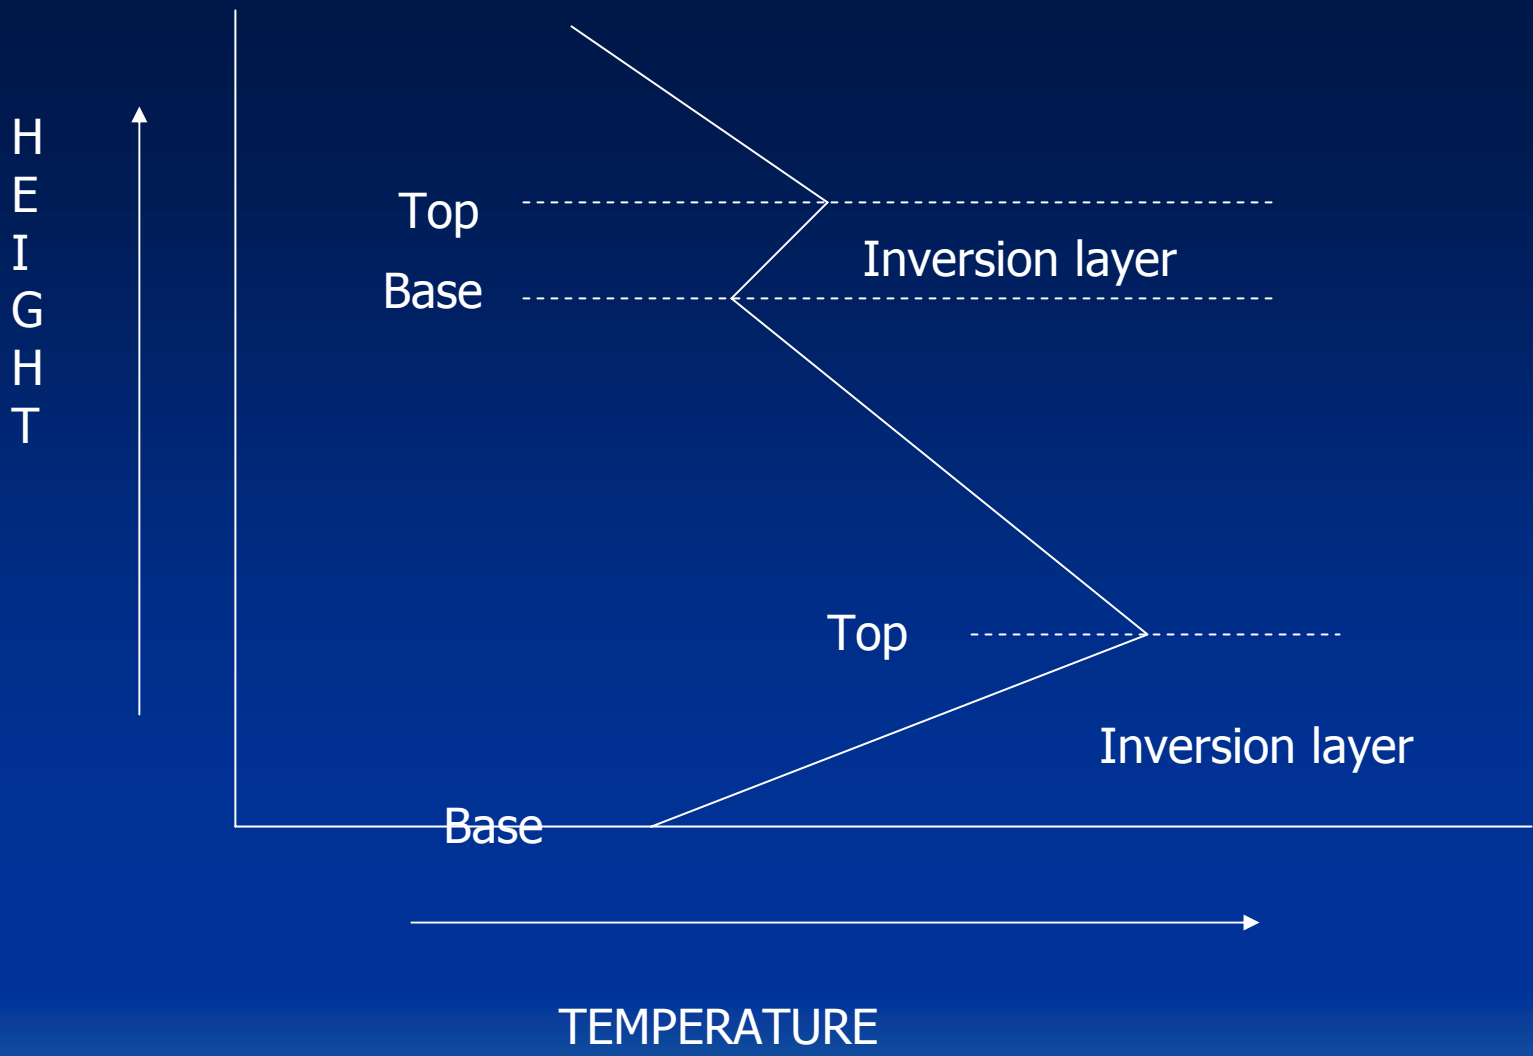 H
E
I
G
H
T
Top
Inversion layer
Base
Top
Inversion layer
Base
TEMPERATURE